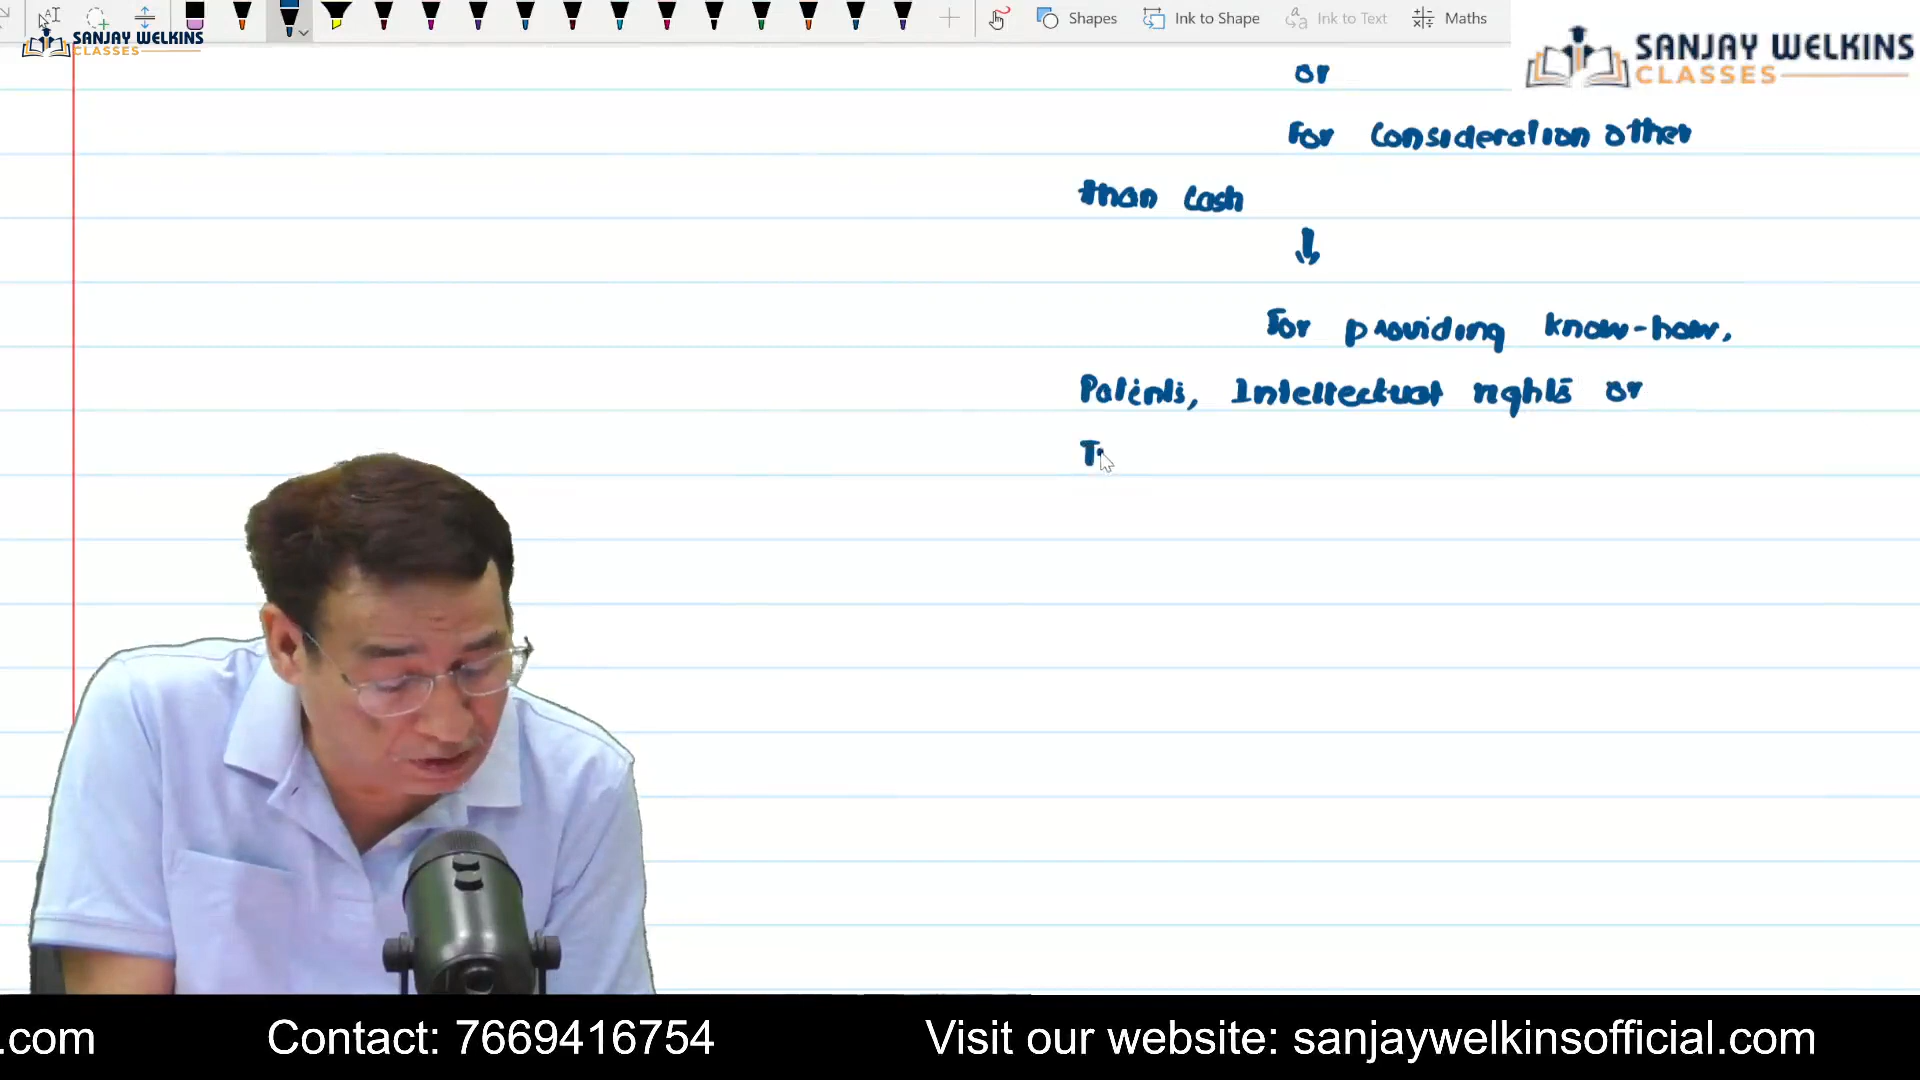 Shapes Ink to Shape Ink to Text Maths
SANJAY WELKINS
CLASSES
SANJAY WELKINS
CLASSES
or
For Consideration other
than Cash
For providing know-how,
Patents, Intellectual rights or
.com Contact: 7669416754 Visit our website: sanjaywelkinsofficial.com